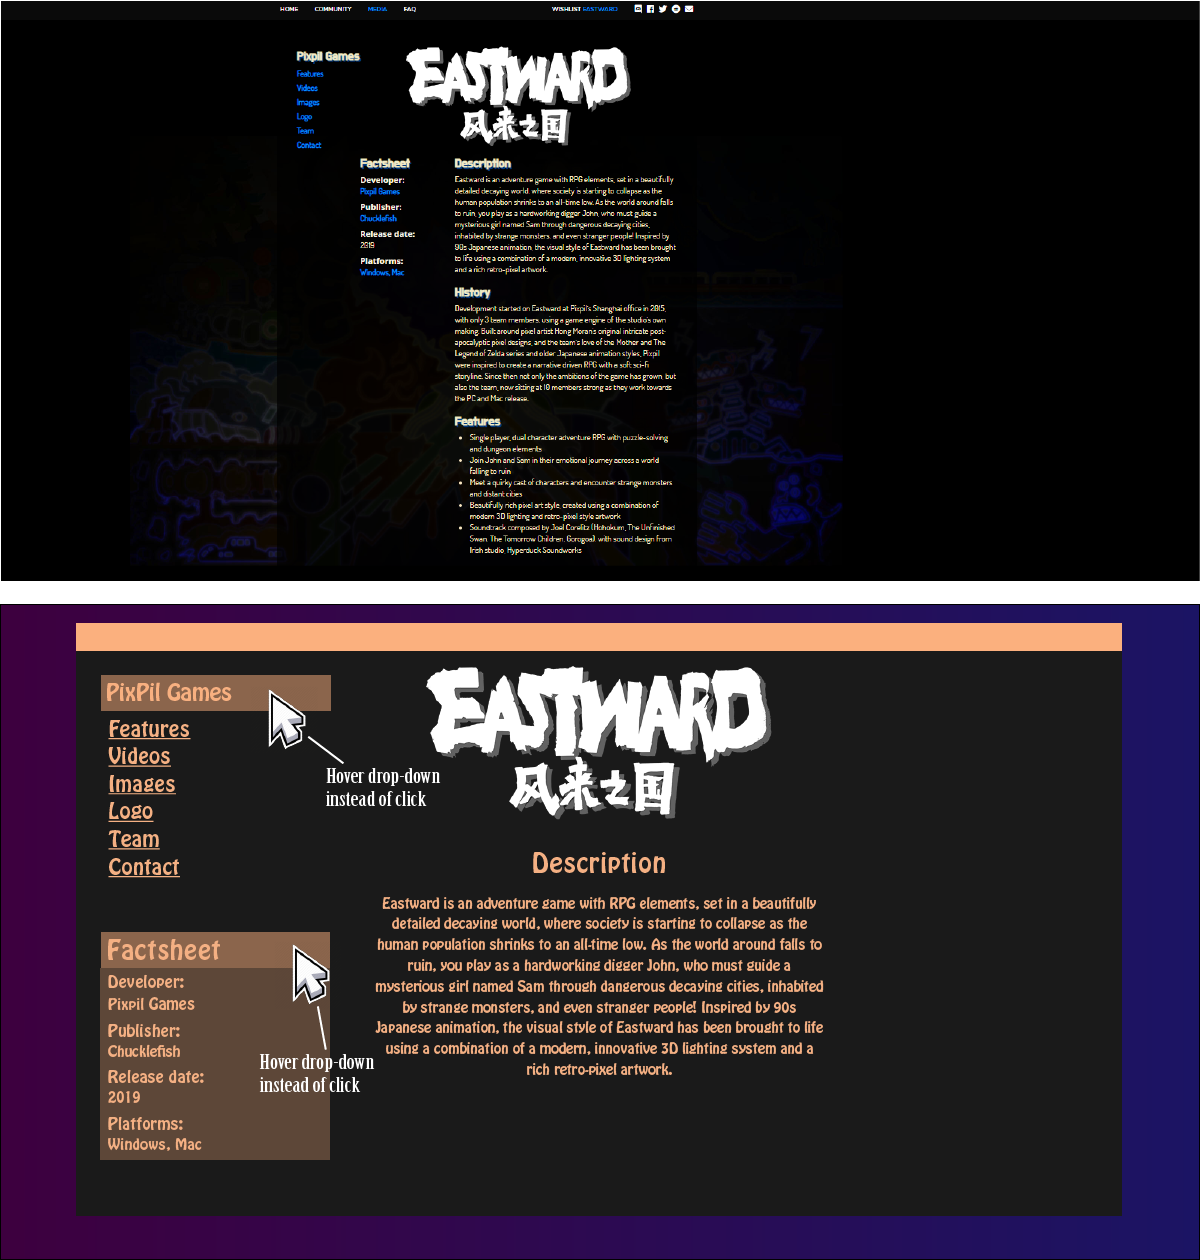 HOME COMMUNITY MEDIA FAQ WISHLIST EASTWARD
Pixpil Games
Features
Videos
Images
Logo
Team
Contact
EASTWARD
风来之国
Factsheet
Developer:
Pixpil Games
Publisher:
Chucklefish
Release date:
2019
Platforms:
Windows, Mac
Description
Eastward is an adventure game with RPG elements, set in a beautifully
detailed decaying world, where society is starting to collapse as the
human population shrinks to an all-time low. As the world around falls
to ruin, you play as a hardworking digger John, who must guide a
mysterious girl named Sam through dangerous decaying cities,
inhabited by strange monsters and even stranger people! Inspired by
90s Japanese animation, the visual style of Eastward has been brought
to life using a combination of a modern, innovative 3D lighting system
and a rich retro-pixel artwork.
History
Development started on Eastward at Pixpil's Shanghai office in 2015,
with only 3 team members, using a game engine of the studio's own
making. Built around pixel artist Hong Moran's original intricate post-
apocalyptic pixel designs, and the team's love of the Mother and The
Legend of Zelda series and older Japanese animation styles, Pixpil
were inspired to create a narrative driven RPG with a soft sci-fi
storyline. Since then not only the ambitions of the game has grown, but
also the team, now sitting at 10 members strong as they work towards
the PC and Mac release.
Features
• Single player, dual character adventure RPG with puzzle-solving
and dungeon elements
• Join John and Sam in their emotional journey across a world
falling to ruin
• Meet a quirky cast of characters and encounter strange monsters
and distant cities
• Beautifully rich pixel art style, created using a combination of
modern 3D lighting and retro-pixel style artwork
• Soundtrack composed by Joel Corelitz (Hohokum, The Unfinished
Swan, The Tomorrow Children, Gorogoa), with sound design from
Irish studio, Hyperduck Soundworks
PixPil Games
Features
Videos
Images
Logo
Team
Contact
Hover drop-down
instead of click
EASTWARD
风来之国
Factsheet
Developer:
Pixpil Games
Publisher:
Chucklefish
Release date:
2019
Platforms:
Windows, Mac
Hover drop-down
instead of click
Description
Eastward is an adventure game with RPG elements, set in a beautifully
detailed decaying world, where society is starting to collapse as the
human population shrinks to an all-time low. As the world around falls to
ruin, you play as a hardworking digger John, who must guide a
mysterious girl named Sam through dangerous decaying cities, inhabited
by strange monsters, and even stranger people! Inspired by 90s
Japanese animation, the visual style of Eastward has been brought to life
using a combination of a modern, innovative 3D lighting system and a
rich retro-pixel artwork.